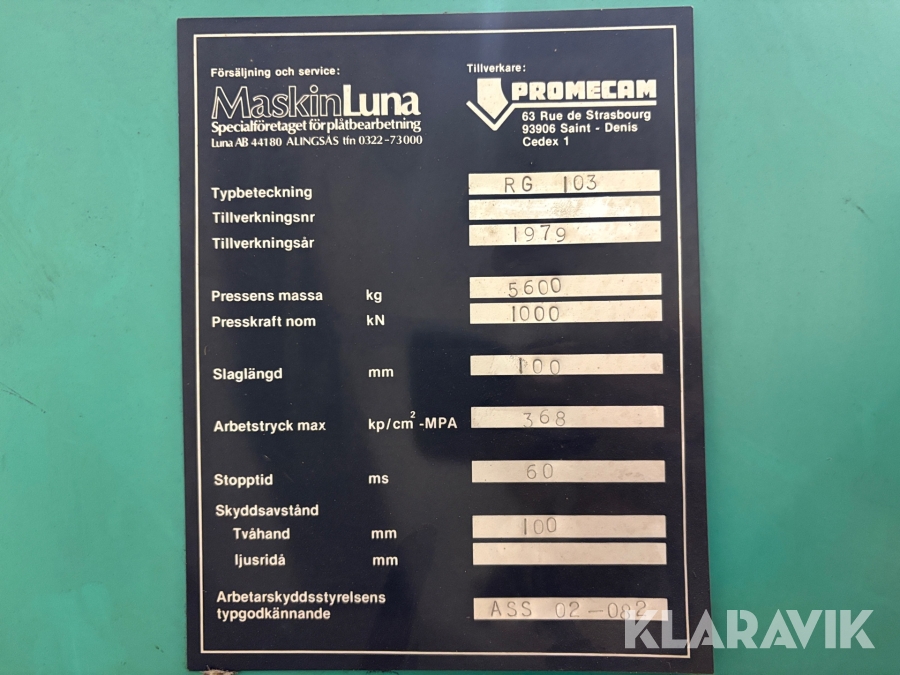 Försäljning och service:
MaskinLuna
Specialföretaget för plåtbearbetning
Luna AB 44180 ALINGSÅS tfn 0322-73000
Tillverkare:
PROMECAM
63 Rue de Strasbourg
93906 Saint - Denis
Cedex 1
Typbeteckning RG 103
Tillverkningsnr
Tillverkningsår 1979
Pressens massa kg 5600
Presskraft nom kN 1000
Slaglängd mm 100
Arbetstryck max kp/cm²-MPA 368
Stopptid ms 60
Skyddsavstånd
Tvåhand mm 100
ljusridå mm
Arbetarskyddsstyrelsens
typgodkännande ASS 02-082
KLARAVIK